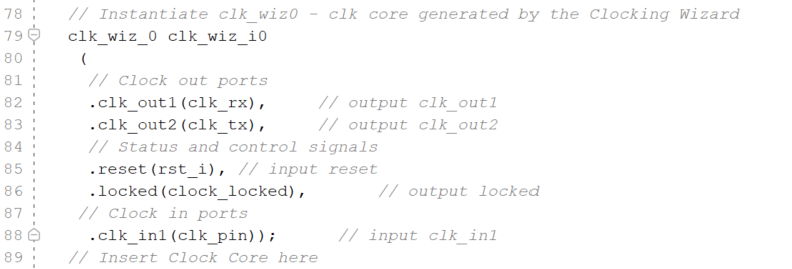 78 // Instantiate clk_wiz0 - clk core generated by the Clocking Wizard
79 clk_wiz_0 clk_wiz_i0
80 (
81 // Clock out ports
82 .clk_out1(clk_rx), // output clk_out1
83 .clk_out2(clk_tx), // output clk_out2
84 // Status and control signals
85 .reset(rst_i), // input reset
86 .locked(clock_locked), // output locked
87 // Clock in ports
88 .clk_in1(clk_pin)); // input clk_in1
89 // Insert Clock Core here